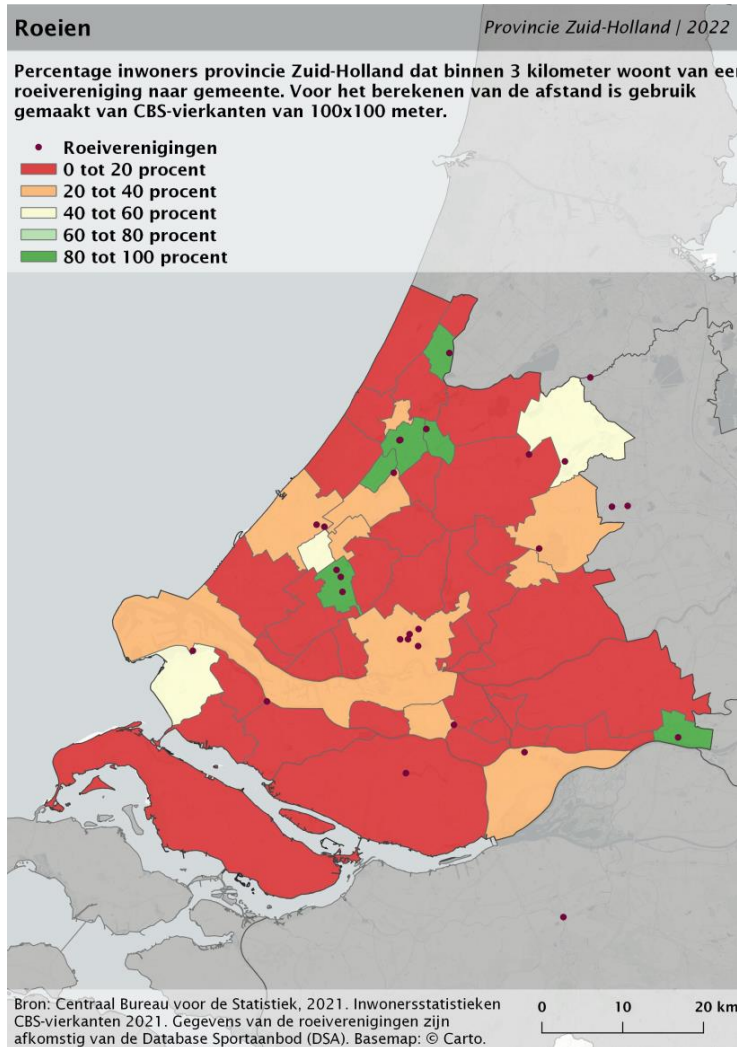 Roeien
Provincie Zuid-Holland | 2022
Percentage inwoners provincie Zuid-Holland dat binnen 3 kilometer woont van een
roeivereniging naar gemeente. Voor het berekenen van de afstand is gebruik
gemaakt van CBS-vierkanten van 100x100 meter.
Roeiverenigingen
0 tot 20 procent
20 tot 40 procent
40 tot 60 procent
60 tot 80 procent
80 tot 100 procent
Bron: Centraal Bureau voor de Statistiek, 2021. Inwonersstatistieken
CBS-vierkanten 2021. Gegevens van de roeiverenigingen zijn
afkomstig van de Database Sportaanbod (DSA). Basemap: © Carto.
0 10 20 km